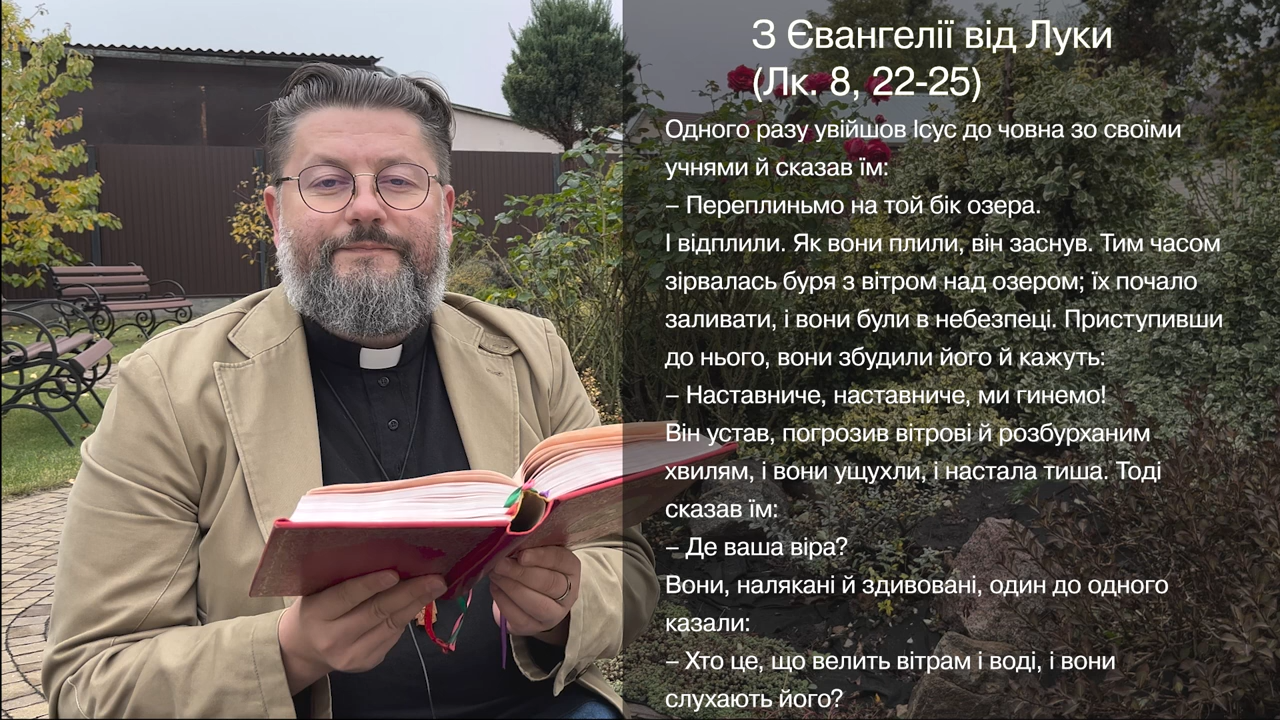 З Євангелії від Луки
(Лк. 8, 22-25)
Одного разу увійшов Ісус до човна зо своїми
учнями й сказав їм:
– Переплиньмо на той бік озера.
І відплили. Як вони плили, він заснув. Тим часом
зірвалась буря з вітром над озером; їх почало
заливати, і вони були в небезпеці. Приступивши
до нього, вони збудили його й кажуть:
– Наставниче, наставниче, ми гинемо!
Він устав, погрозив вітрові й розбурханим
хвилям, і вони ущухли, і настала тиша. Тоді
сказав їм:
– Де ваша віра?
Вони, налякані й здивовані, один до одного
казали:
– Хто це, що велить вітрам і воді, і вони
слухають його?